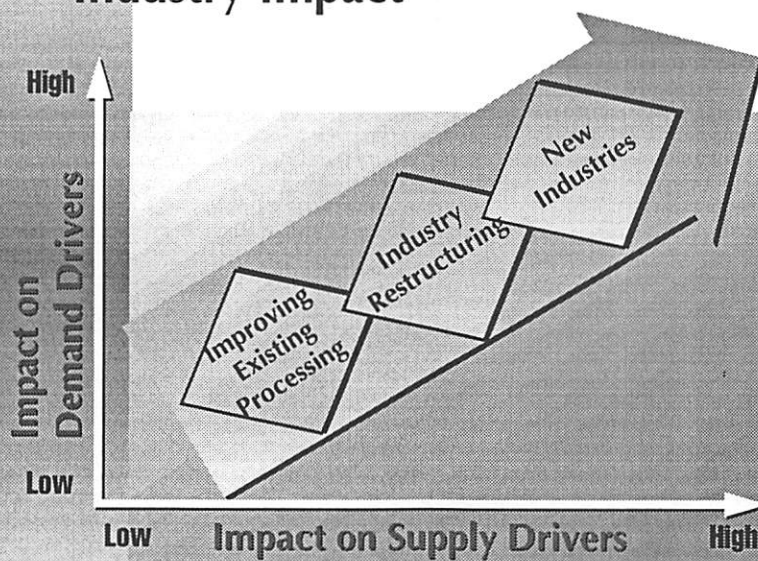 Industry Impact
High
Impact on
Demand Drivers
Low
New
Industries
Industry
Restructuring
Improving
Existing
Processing
Low
Impact on Supply Drivers
High